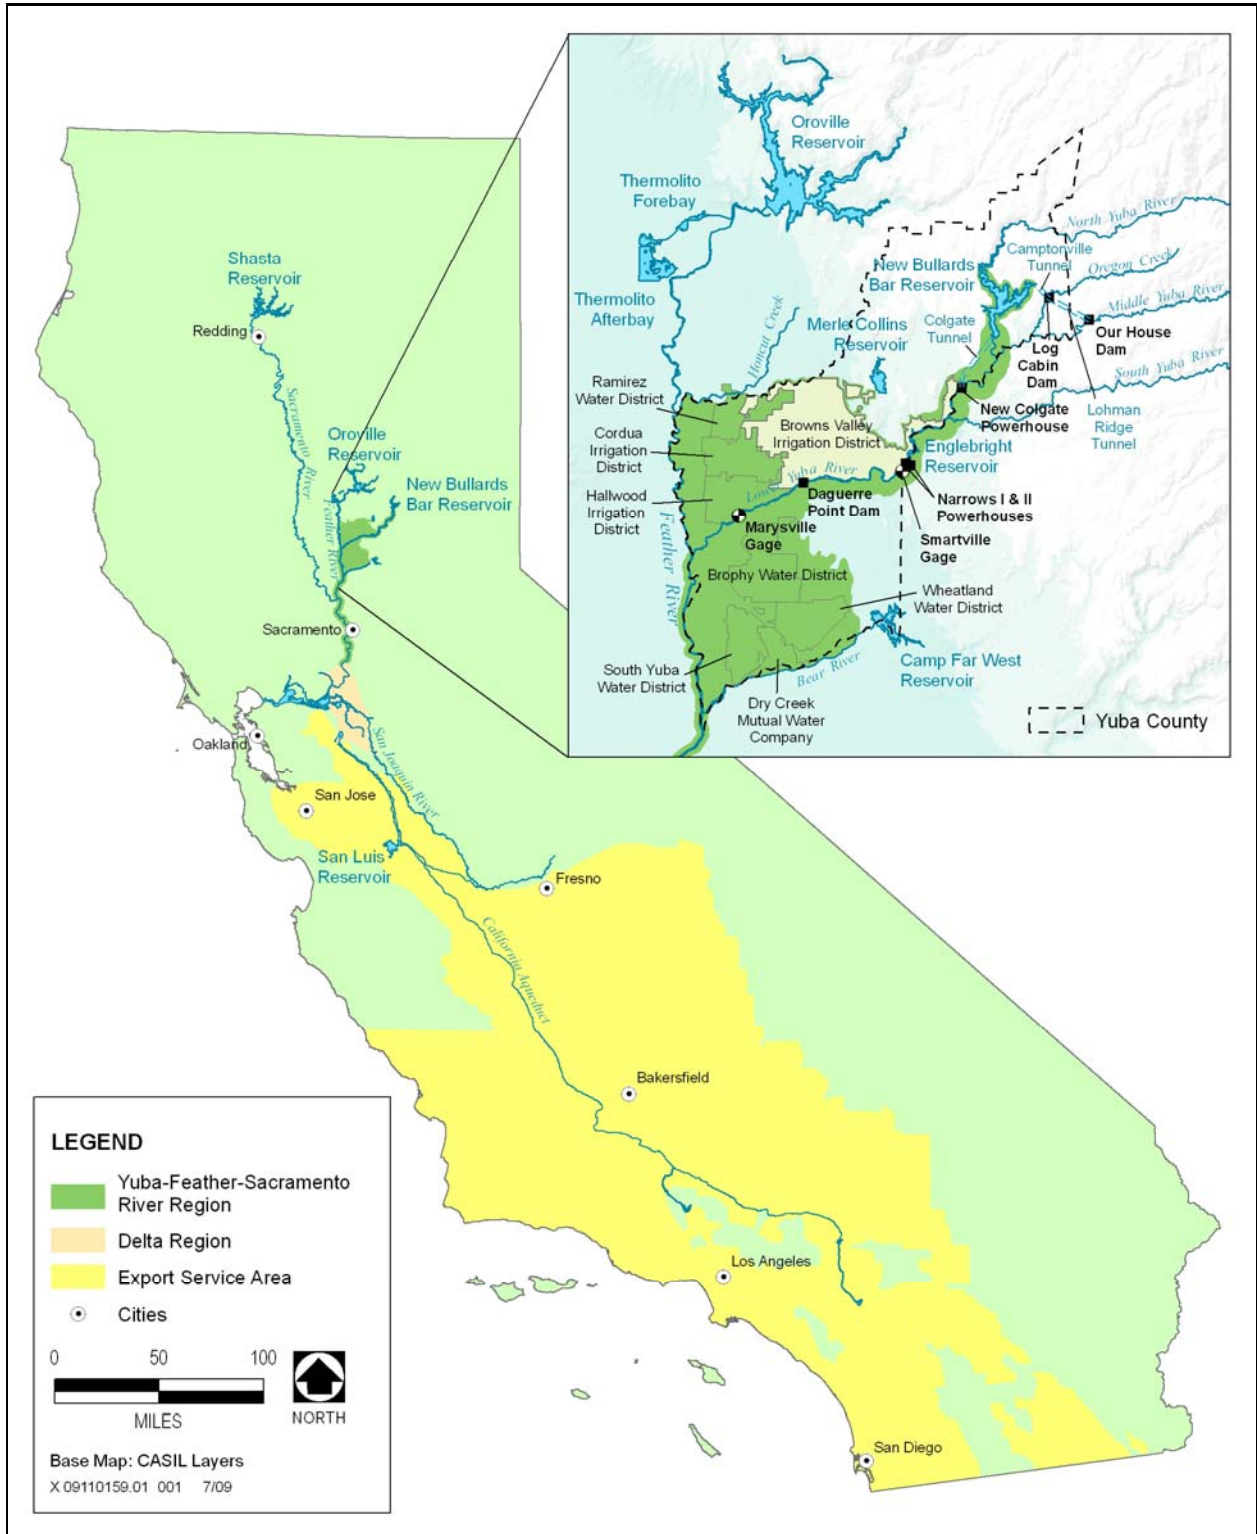 Shasta
Reservoir
Redding
Sacramento River
Oroville
Reservoir
New Bullards
Bar Reservoir
Feather River
Sacramento
Oakland
San Joaquin River
San Jose
San Luis
Reservoir
Fresno
California Aqueduct
Bakersfield
Los Angeles
San Diego
Oroville
Reservoir
Thermolito
Forebay
Thermolito
Afterbay
North Yuba River
Camptonville
Tunnel
Oregon Creek
New Bullards
Bar Reservoir
Middle Yuba River
Honcut Creek
Merle Collins
Reservoir
Colgate
Tunnel
Our House
Dam
Log
Cabin
Dam
South Yuba River
Ramirez
Water District
New Colgate
Powerhouse
Lohman
Ridge
Tunnel
Cordua
Irrigation
District
Browns Valley
Irrigation District
Englebright
Reservoir
Hallwood
Irrigation
District
Lower Yuba River
Daguerre
Point Dam
Narrows I & II
Powerhouses
Marysville
Gage
Smartville
Gage
Feather River
Brophy Water District
Wheatland
Water District
South Yuba
Water District
Bear River
Camp Far West
Reservoir
Dry Creek
Mutual Water
Company
Yuba County
LEGEND
Yuba-Feather-Sacramento
River Region
Delta Region
Export Service Area
Cities
0 50 100
MILES
NORTH
Base Map: CASIL Layers
X 09110159.01 001 7/09